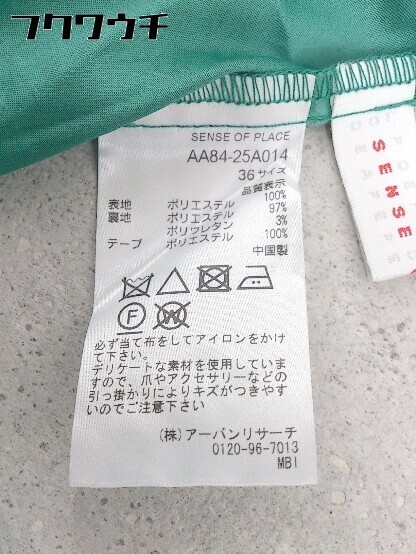 フクワウチ
SENSE OF PLACE
AA84-25A014
36サイズ
品質表示
表地 ポリエステル 100%
裏地 ポリエステル 97%
ポリウレタン 3%
テープ ポリエステル 100%
中国製
F W
必ず当て布をしてアイロンをかけ
て下さい。
デリケートな素材を使用していま
すので、爪やアクセサリーなどの
引っ掛かりによりキズがつきやす
いのでご注意下さい
(株)アーバンリサーチ
0120-96-7013
MBI
SENSE